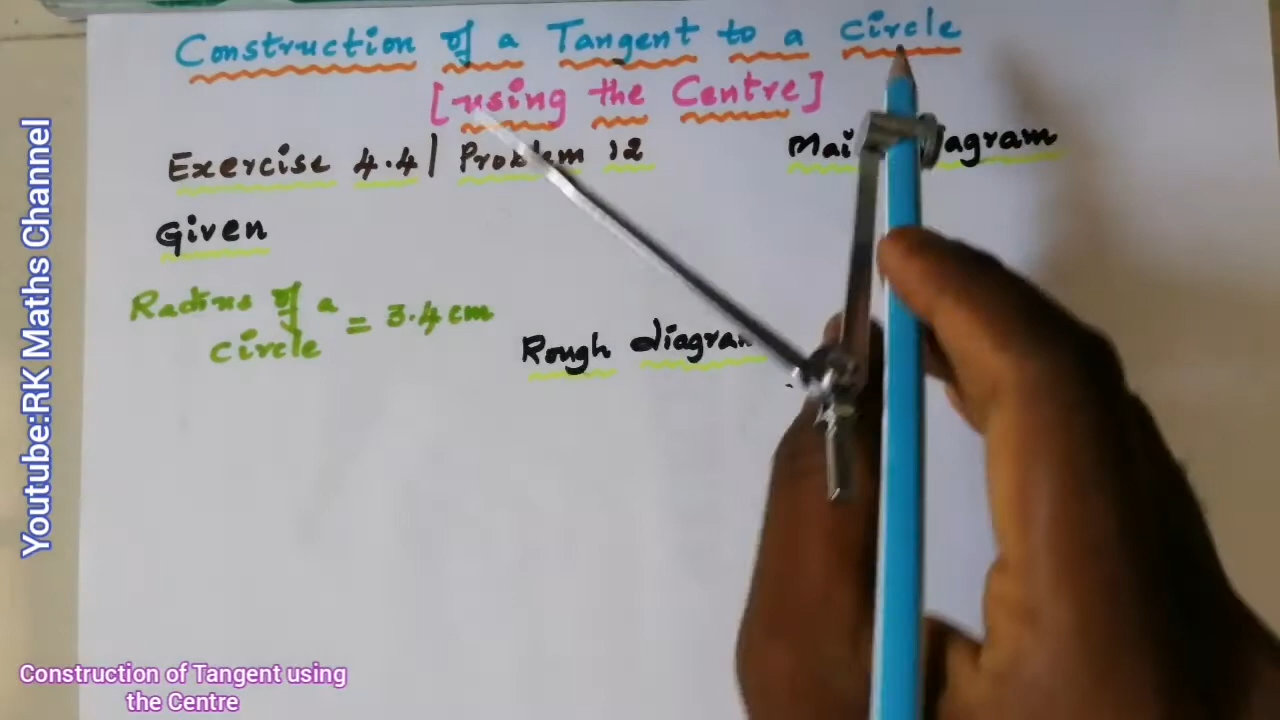 Construction of a Tangent to a Circle
[using the Centre]
Exercise 4.4| Problem 12
Given
Radius of a
circle = 3.4 cm
Rough diagram
Youtube:RK Maths Channel
Construction of Tangent using
the Centre